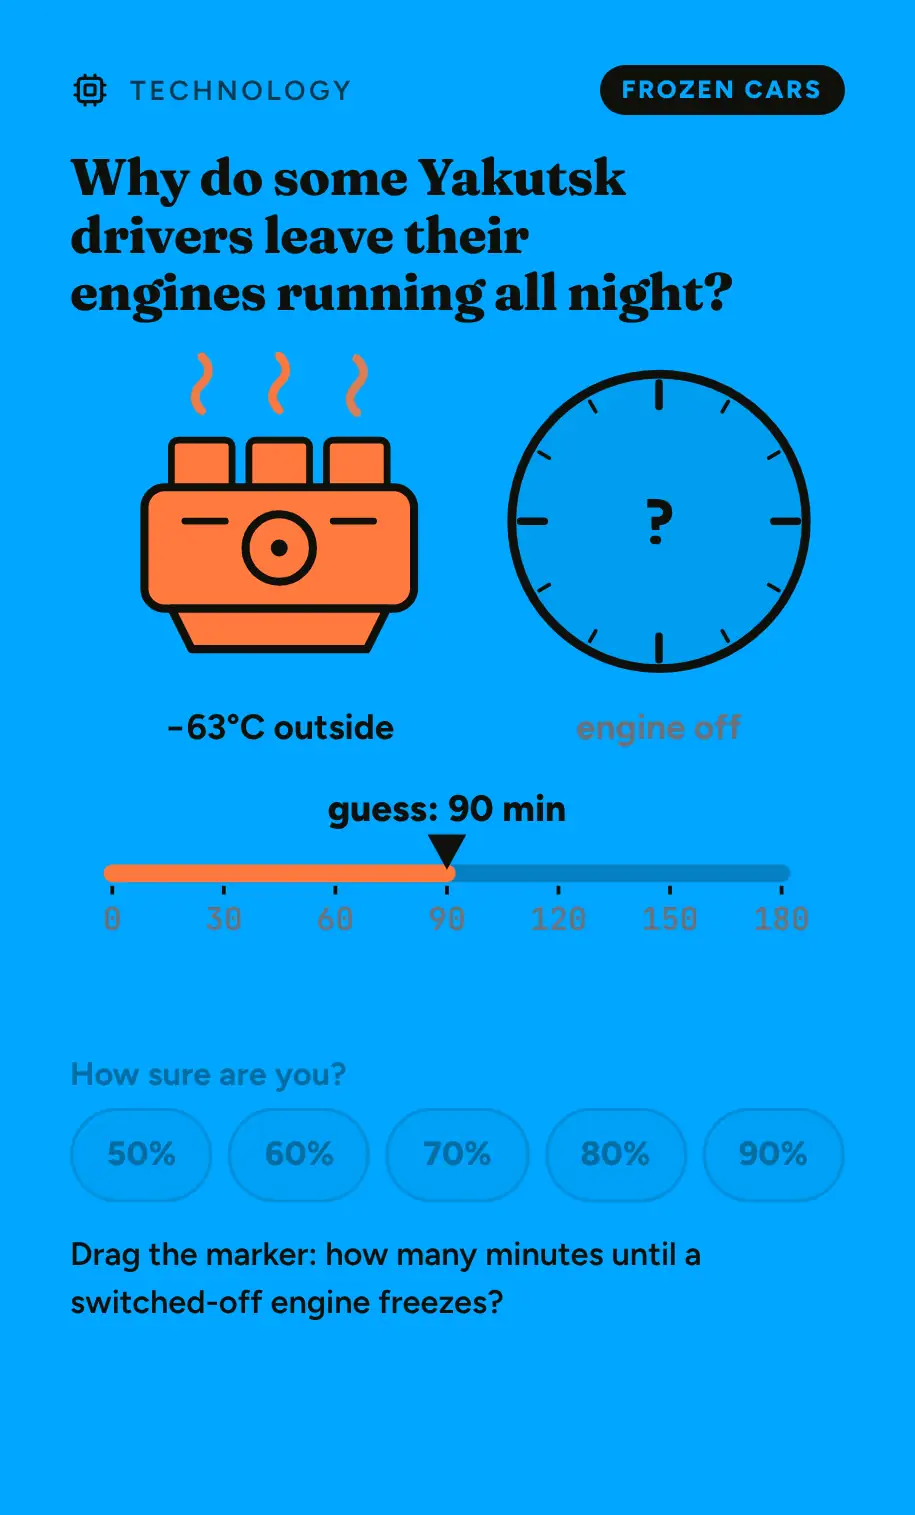 TECHNOLOGY
FROZEN CARS
Why do some Yakutsk
drivers leave their
engines running all night?
?
−63°C outside
engine off
guess: 90 min
0 30 60 90 120 150 180
How sure are you?
50% 60% 70% 80% 90%
Drag the marker: how many minutes until a
switched-off engine freezes?